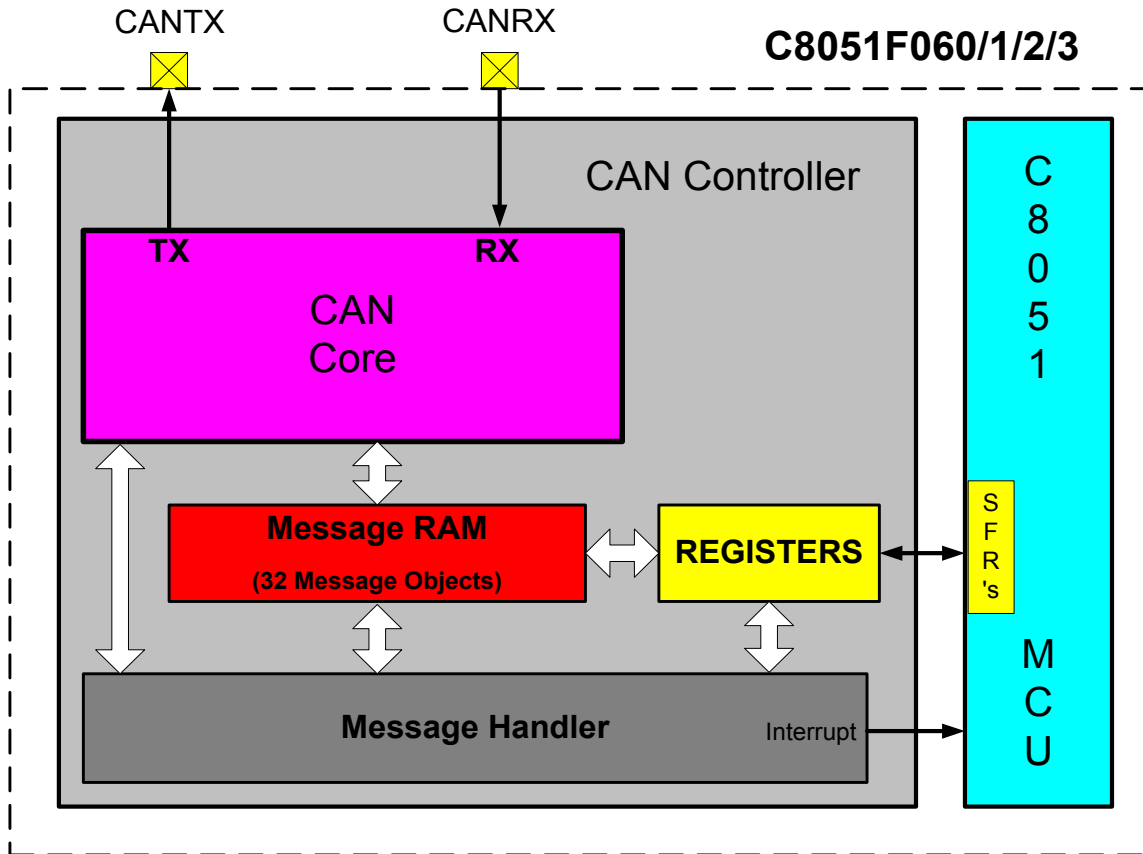 CANTX
CANRX
C8051F060/1/2/3
CAN Controller
TX
RX
CAN
Core
Message RAM
(32 Message Objects)
REGISTERS
Message Handler
Interrupt
C
8
0
5
1
S
F
R
's
M
C
U